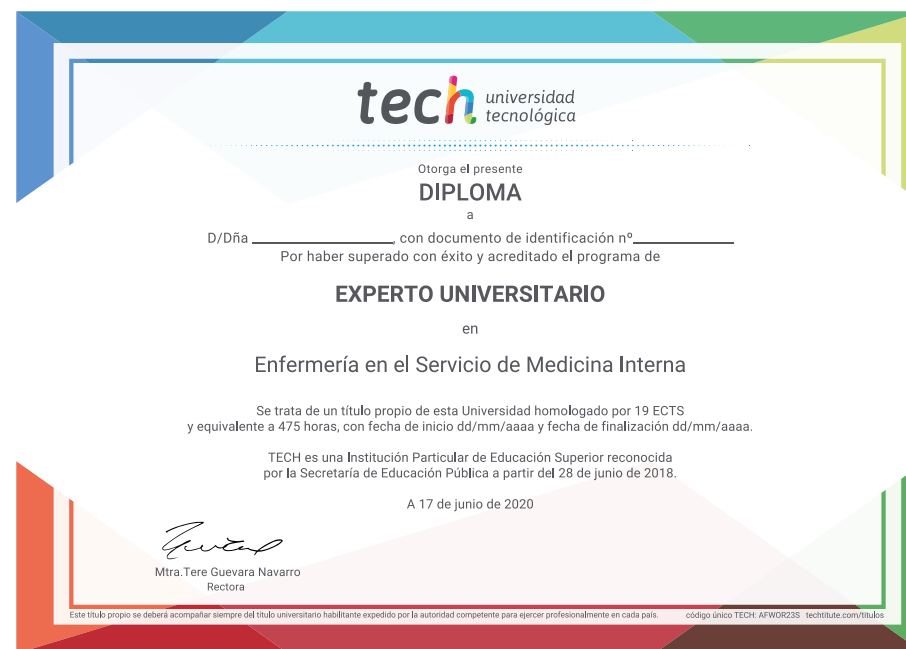 tech universidad
tecnológica
Otorga el presente
DIPLOMA
a
D/Dña ____________________, con documento de identificación nº______________
Por haber superado con éxito y acreditado el programa de
EXPERTO UNIVERSITARIO
en
Enfermería en el Servicio de Medicina Interna
Se trata de un título propio de esta Universidad homologado por 19 ECTS
y equivalente a 475 horas, con fecha de inicio dd/mm/aaaa y fecha de finalización dd/mm/aaaa.
TECH es una Institución Particular de Educación Superior reconocida
por la Secretaría de Educación Pública a partir del 28 de junio de 2018.
A 17 de junio de 2020
Mtra.Tere Guevara Navarro
Rectora
Este título propio se deberá acompañar siempre del título universitario habilitante expedido por la autoridad competente para ejercer profesionalmente en cada país. código único TECH: AFWOR23S techtitute.com/titulos